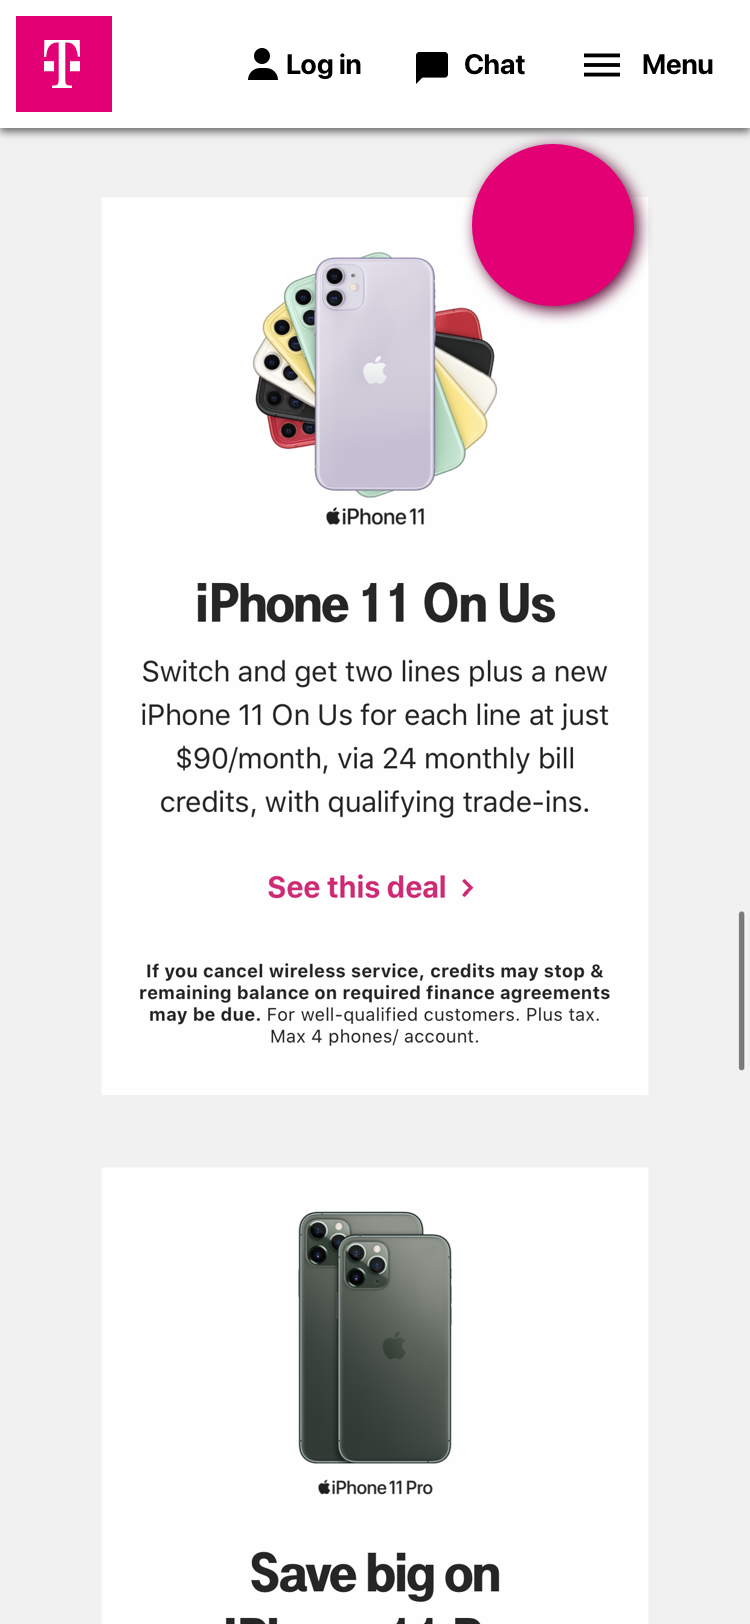 T
Log in Chat Menu
iPhone 11
iPhone 11 On Us
Switch and get two lines plus a new
iPhone 11 On Us for each line at just
$90/month, via 24 monthly bill
credits, with qualifying trade-ins.
See this deal >
If you cancel wireless service, credits may stop &
remaining balance on required finance agreements
may be due. For well-qualified customers. Plus tax.
Max 4 phones/ account.
iPhone 11 Pro
Save big on